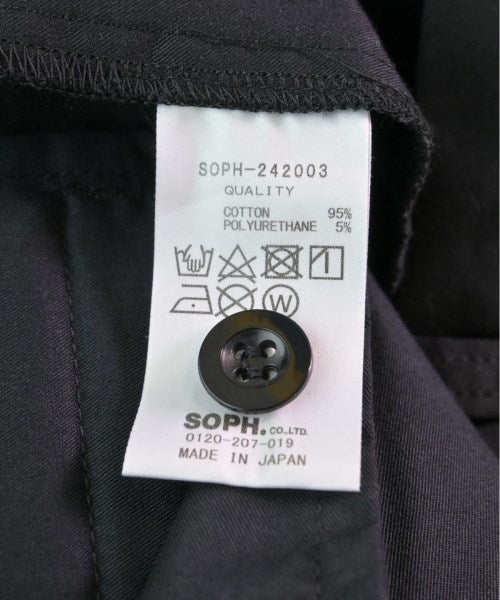 SOPH-242003
QUALITY
COTTON 95%
POLYURETHANE 5%
W
SOPH. CO.,LTD.
0120-207-019
MADE IN JAPAN